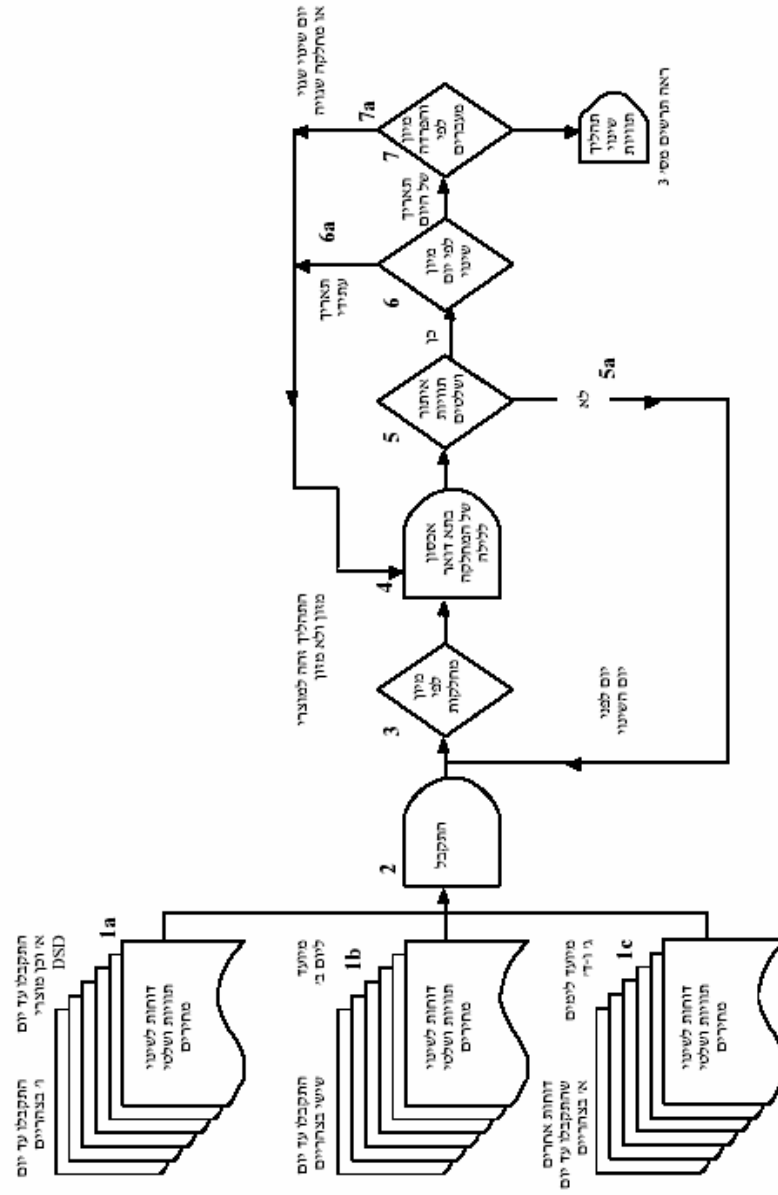 התקבלו עד יום
ו' בצהריים
התקבלו עד יום
א' וכן מוצרי
DSD
1a
דוחות לשינוי
תוויות ושלטי
מחירים
התקבלו עד יום
שישי בצהריים
מיועד
ליום ב'
1b
דוחות לשינוי
תוויות ושלטי
מחירים
דוחות אחרים
שהתקבלו עד יום
א' בצהריים
מיועד לימים
ג' ו-ד'
1c
דוחות לשינוי
תוויות ושלטי
מחירים
2
התקבל
3
מיון
לפי
מחלקות
התהליך זהה למוצרי
מזון ולא מזון
4
אכסון
בתא דואר
של המחלקה
ללילה
5
איתור
תוויות
ושלטים
כן
לא
5a
יום לפני
יום השינוי
6
מיון
לפי יום
שינוי
תאריך
עתידי
6a
תאריך
של היום
7
מיון
והפרדה
לפי
מעברים
7a
יום שינוי שגוי
או מחלקה שגויה
תהליך
שינוי
תוויות
ראה תרשים מס' 3